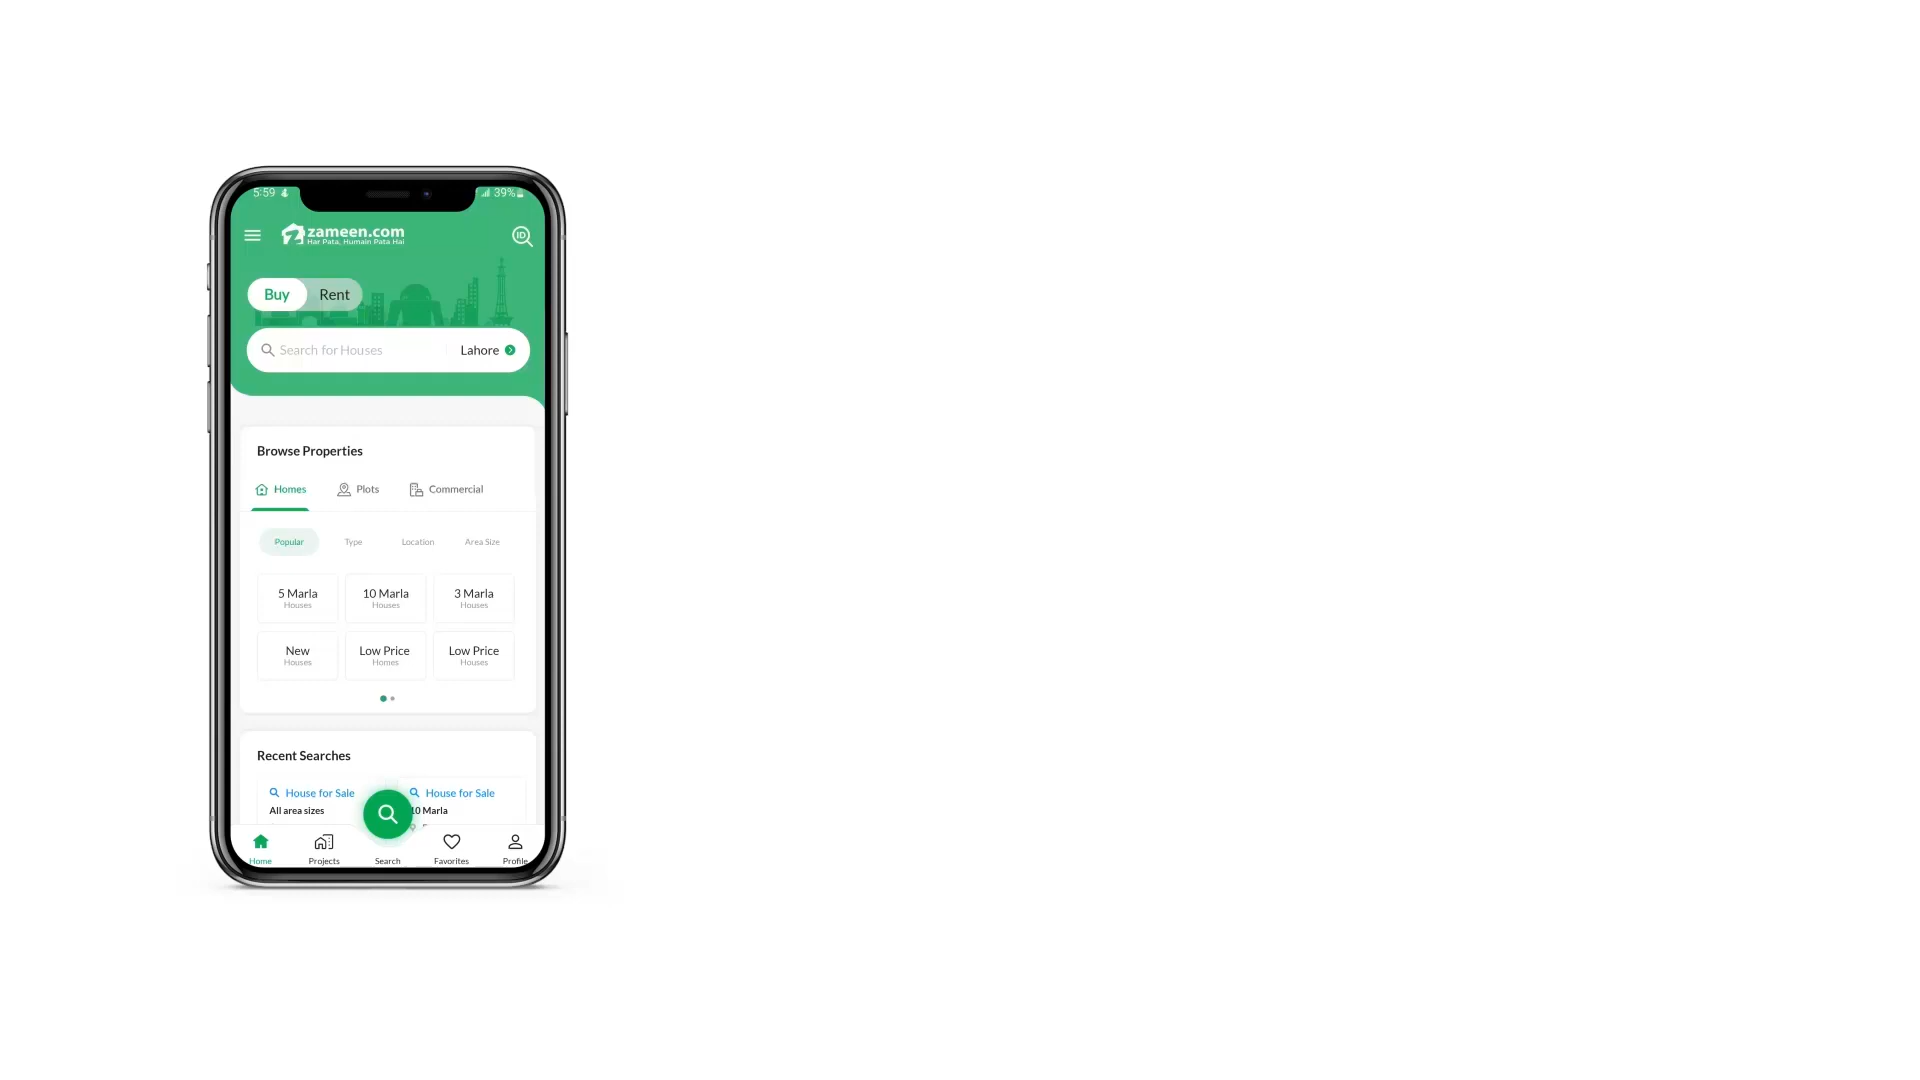 5:59 39%
zameen.com
Har Pata, Humain Pata Hai
ID
Buy Rent
Search for Houses Lahore
Browse Properties
Homes Plots Commercial
Popular Type Location Area Size
5 Marla 10 Marla 3 Marla
Houses Houses Houses
New Low Price Low Price
Houses Homes Houses
Recent Searches
House for Sale House for Sale
All area sizes 10 Marla
Home Projects Search Favorites Profile